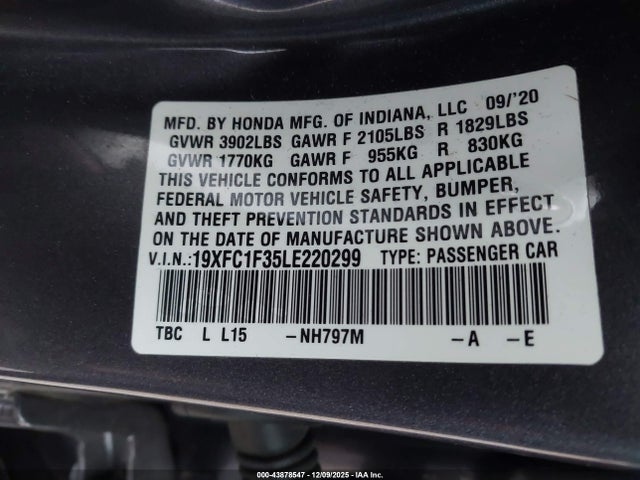 MFD. BY HONDA MFG. OF INDIANA, LLC 09/'20
GVWR 3902LBS GAWR F 2105LBS R 1829LBS
GVWR 1770KG GAWR F 955KG R 830KG
THIS VEHICLE CONFORMS TO ALL APPLICABLE
FEDERAL MOTOR VEHICLE SAFETY, BUMPER,
AND THEFT PREVENTION STANDARDS IN EFFECT
ON THE DATE OF MANUFACTURE SHOWN ABOVE.
V.I.N.: 19XFC1F35LE220299 TYPE: PASSENGER CAR
TBC L L15 –NH797M –A –E
000-43878547 - 12/09/2025 - IAA Inc.